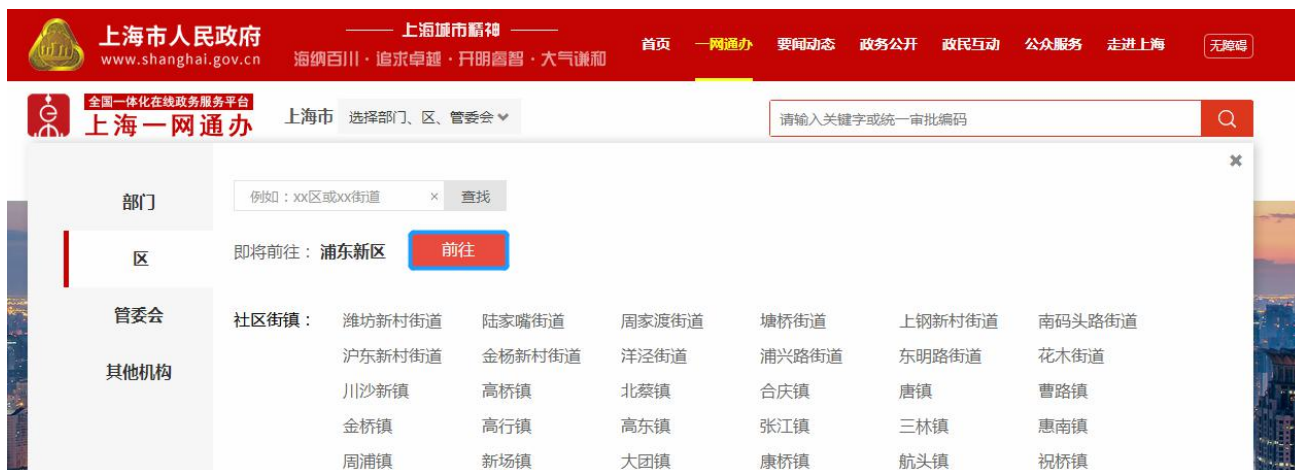 上海市人民政府
www.shanghai.gov.cn
上海城市精神
海纳百川·追求卓越·开明睿智·大气谦和
首页 一网通办 要闻动态 政务公开 政民互动 公众服务 走进上海 无障碍
全国一体化在线政务服务平台
上海一网通办
上海市 选择部门、区、管委会
请输入关键字或统一审批编码
部门
例如：xx区或xx街道 × 查找
区
即将前往：浦东新区 前往
管委会
其他机构
社区街镇： 潍坊新村街道 陆家嘴街道 周家渡街道 塘桥街道 上钢新村街道 南码头路街道
沪东新村街道 金杨新村街道 洋泾街道 浦兴路街道 东明路街道 花木街道
川沙新镇 高桥镇 北蔡镇 合庆镇 唐镇 曹路镇
金桥镇 高行镇 高东镇 张江镇 三林镇 惠南镇
周浦镇 新场镇 大团镇 康桥镇 航头镇 祝桥镇